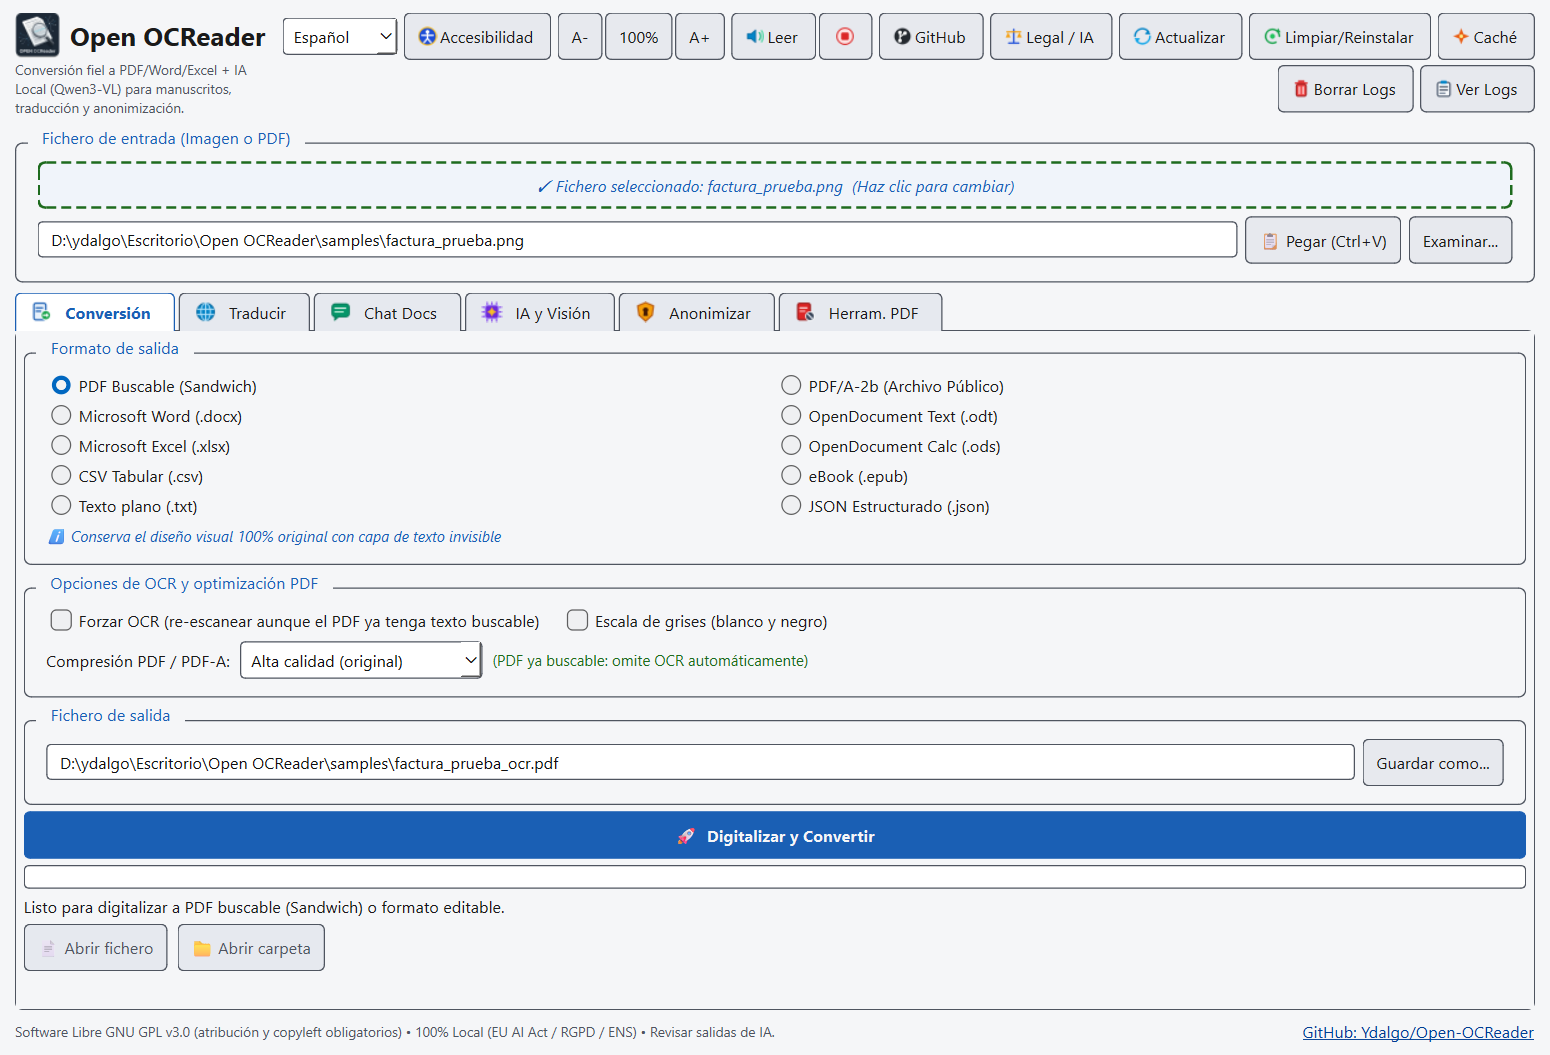 Open OCReader
Español
Accesibilidad
A-
100%
A+
Leer
GitHub
Legal / IA
Actualizar
Limpiar/Reinstalar
Caché
Conversión fiel a PDF/Word/Excel + IA
Local (Qwen3-VL) para manuscritos,
traducción y anonimización.
Borrar Logs
Ver Logs
Fichero de entrada (Imagen o PDF)
✓ Fichero seleccionado: factura_prueba.png (Haz clic para cambiar)
D:\ydalgo\Escritorio\Open OCReader\samples\factura_prueba.png
Pegar (Ctrl+V)
Examinar...
Conversión
Traducir
Chat Docs
IA y Visión
Anonimizar
Herram. PDF
Formato de salida
PDF Buscable (Sandwich)
PDF/A-2b (Archivo Público)
Microsoft Word (.docx)
OpenDocument Text (.odt)
Microsoft Excel (.xlsx)
OpenDocument Calc (.ods)
CSV Tabular (.csv)
eBook (.epub)
Texto plano (.txt)
JSON Estructurado (.json)
Conserva el diseño visual 100% original con capa de texto invisible
Opciones de OCR y optimización PDF
Forzar OCR (re-escanear aunque el PDF ya tenga texto buscable)
Escala de grises (blanco y negro)
Compresión PDF / PDF-A:
Alta calidad (original)
(PDF ya buscable: omite OCR automáticamente)
Fichero de salida
D:\ydalgo\Escritorio\Open OCReader\samples\factura_prueba_ocr.pdf
Guardar como...
Digitalizar y Convertir
Listo para digitalizar a PDF buscable (Sandwich) o formato editable.
Abrir fichero
Abrir carpeta
Software Libre GNU GPL v3.0 (atribución y copyleft obligatorios) • 100% Local (EU AI Act / RGPD / ENS) • Revisar salidas de IA.
GitHub: Ydalgo/Open-OCReader